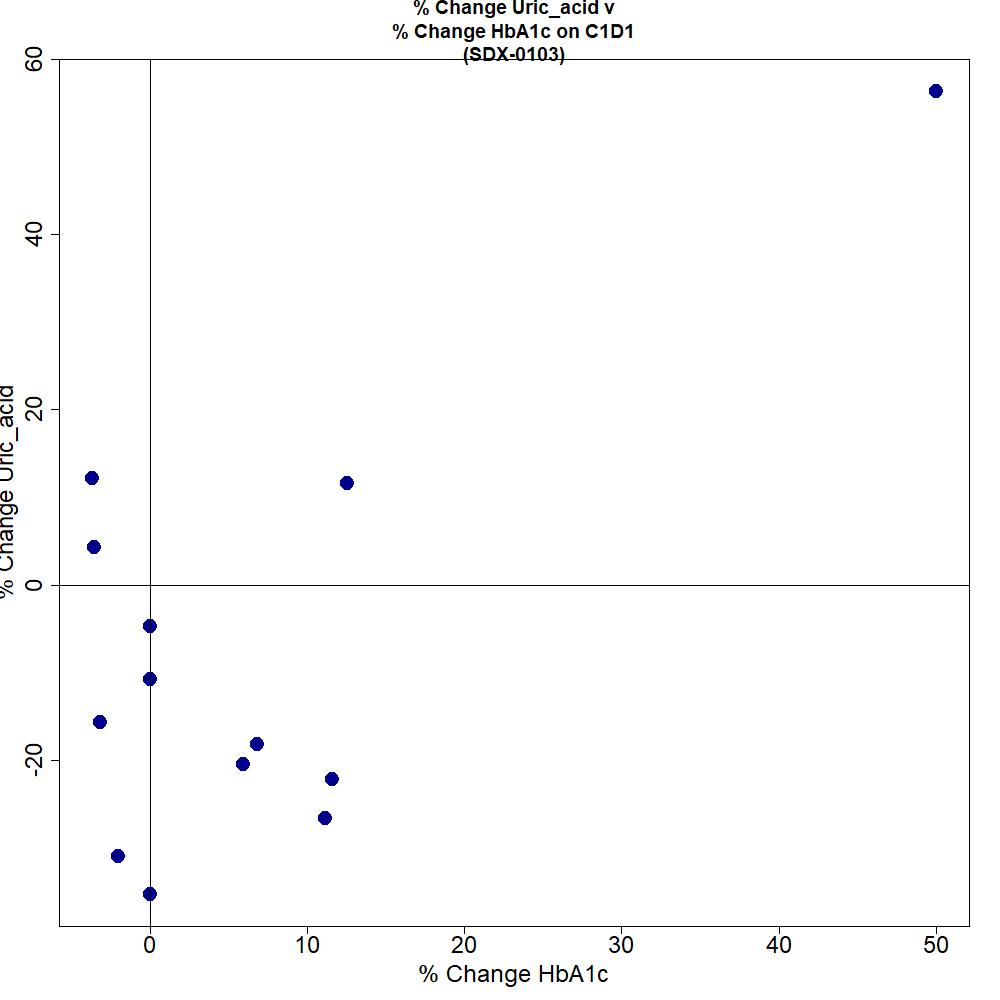 % Change Uric_acid v
% Change HbA1c on C1D1
(SDX-0103)
60
40
20
0
-20
% Change Uric_acid
0
10
20
30
40
50
% Change HbA1c